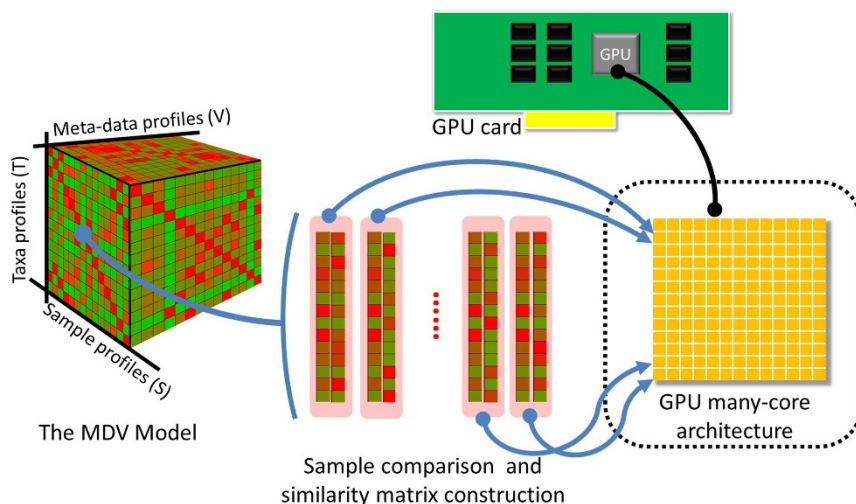 GPU
GPU card
Meta-data profiles (V)
Taxa profiles (T)
Sample profiles (S)
The MDV Model
Sample comparison and
similarity matrix construction
GPU many-core
architecture